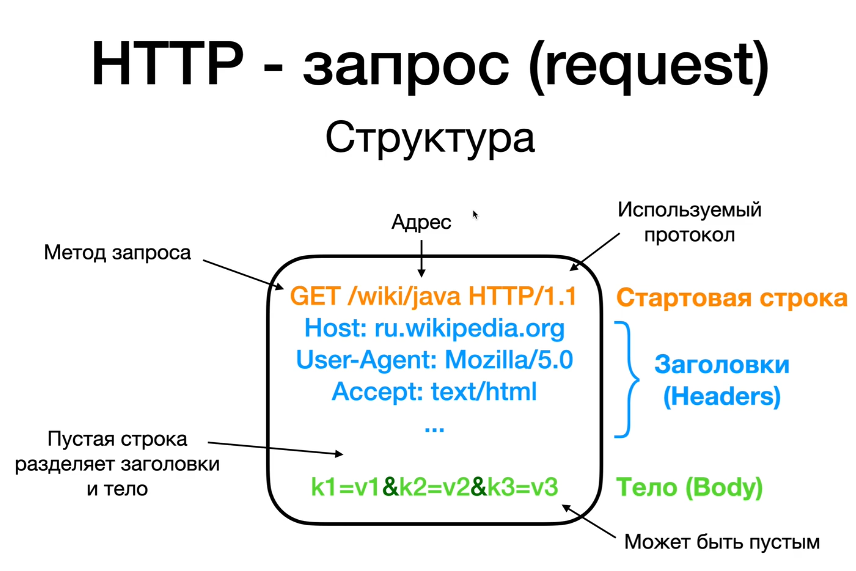 HTTP - запрос (request)
Структура
Используемый
протокол
Адрес
Метод запроса
GET /wiki/java HTTP/1.1
Стартовая строка
Host: ru.wikipedia.org
User-Agent: Mozilla/5.0
Accept: text/html
...
Заголовки
(Headers)
Пустая строка
разделяет заголовки
и тело
k1=v1&k2=v2&k3=v3
Тело (Body)
Может быть пустым